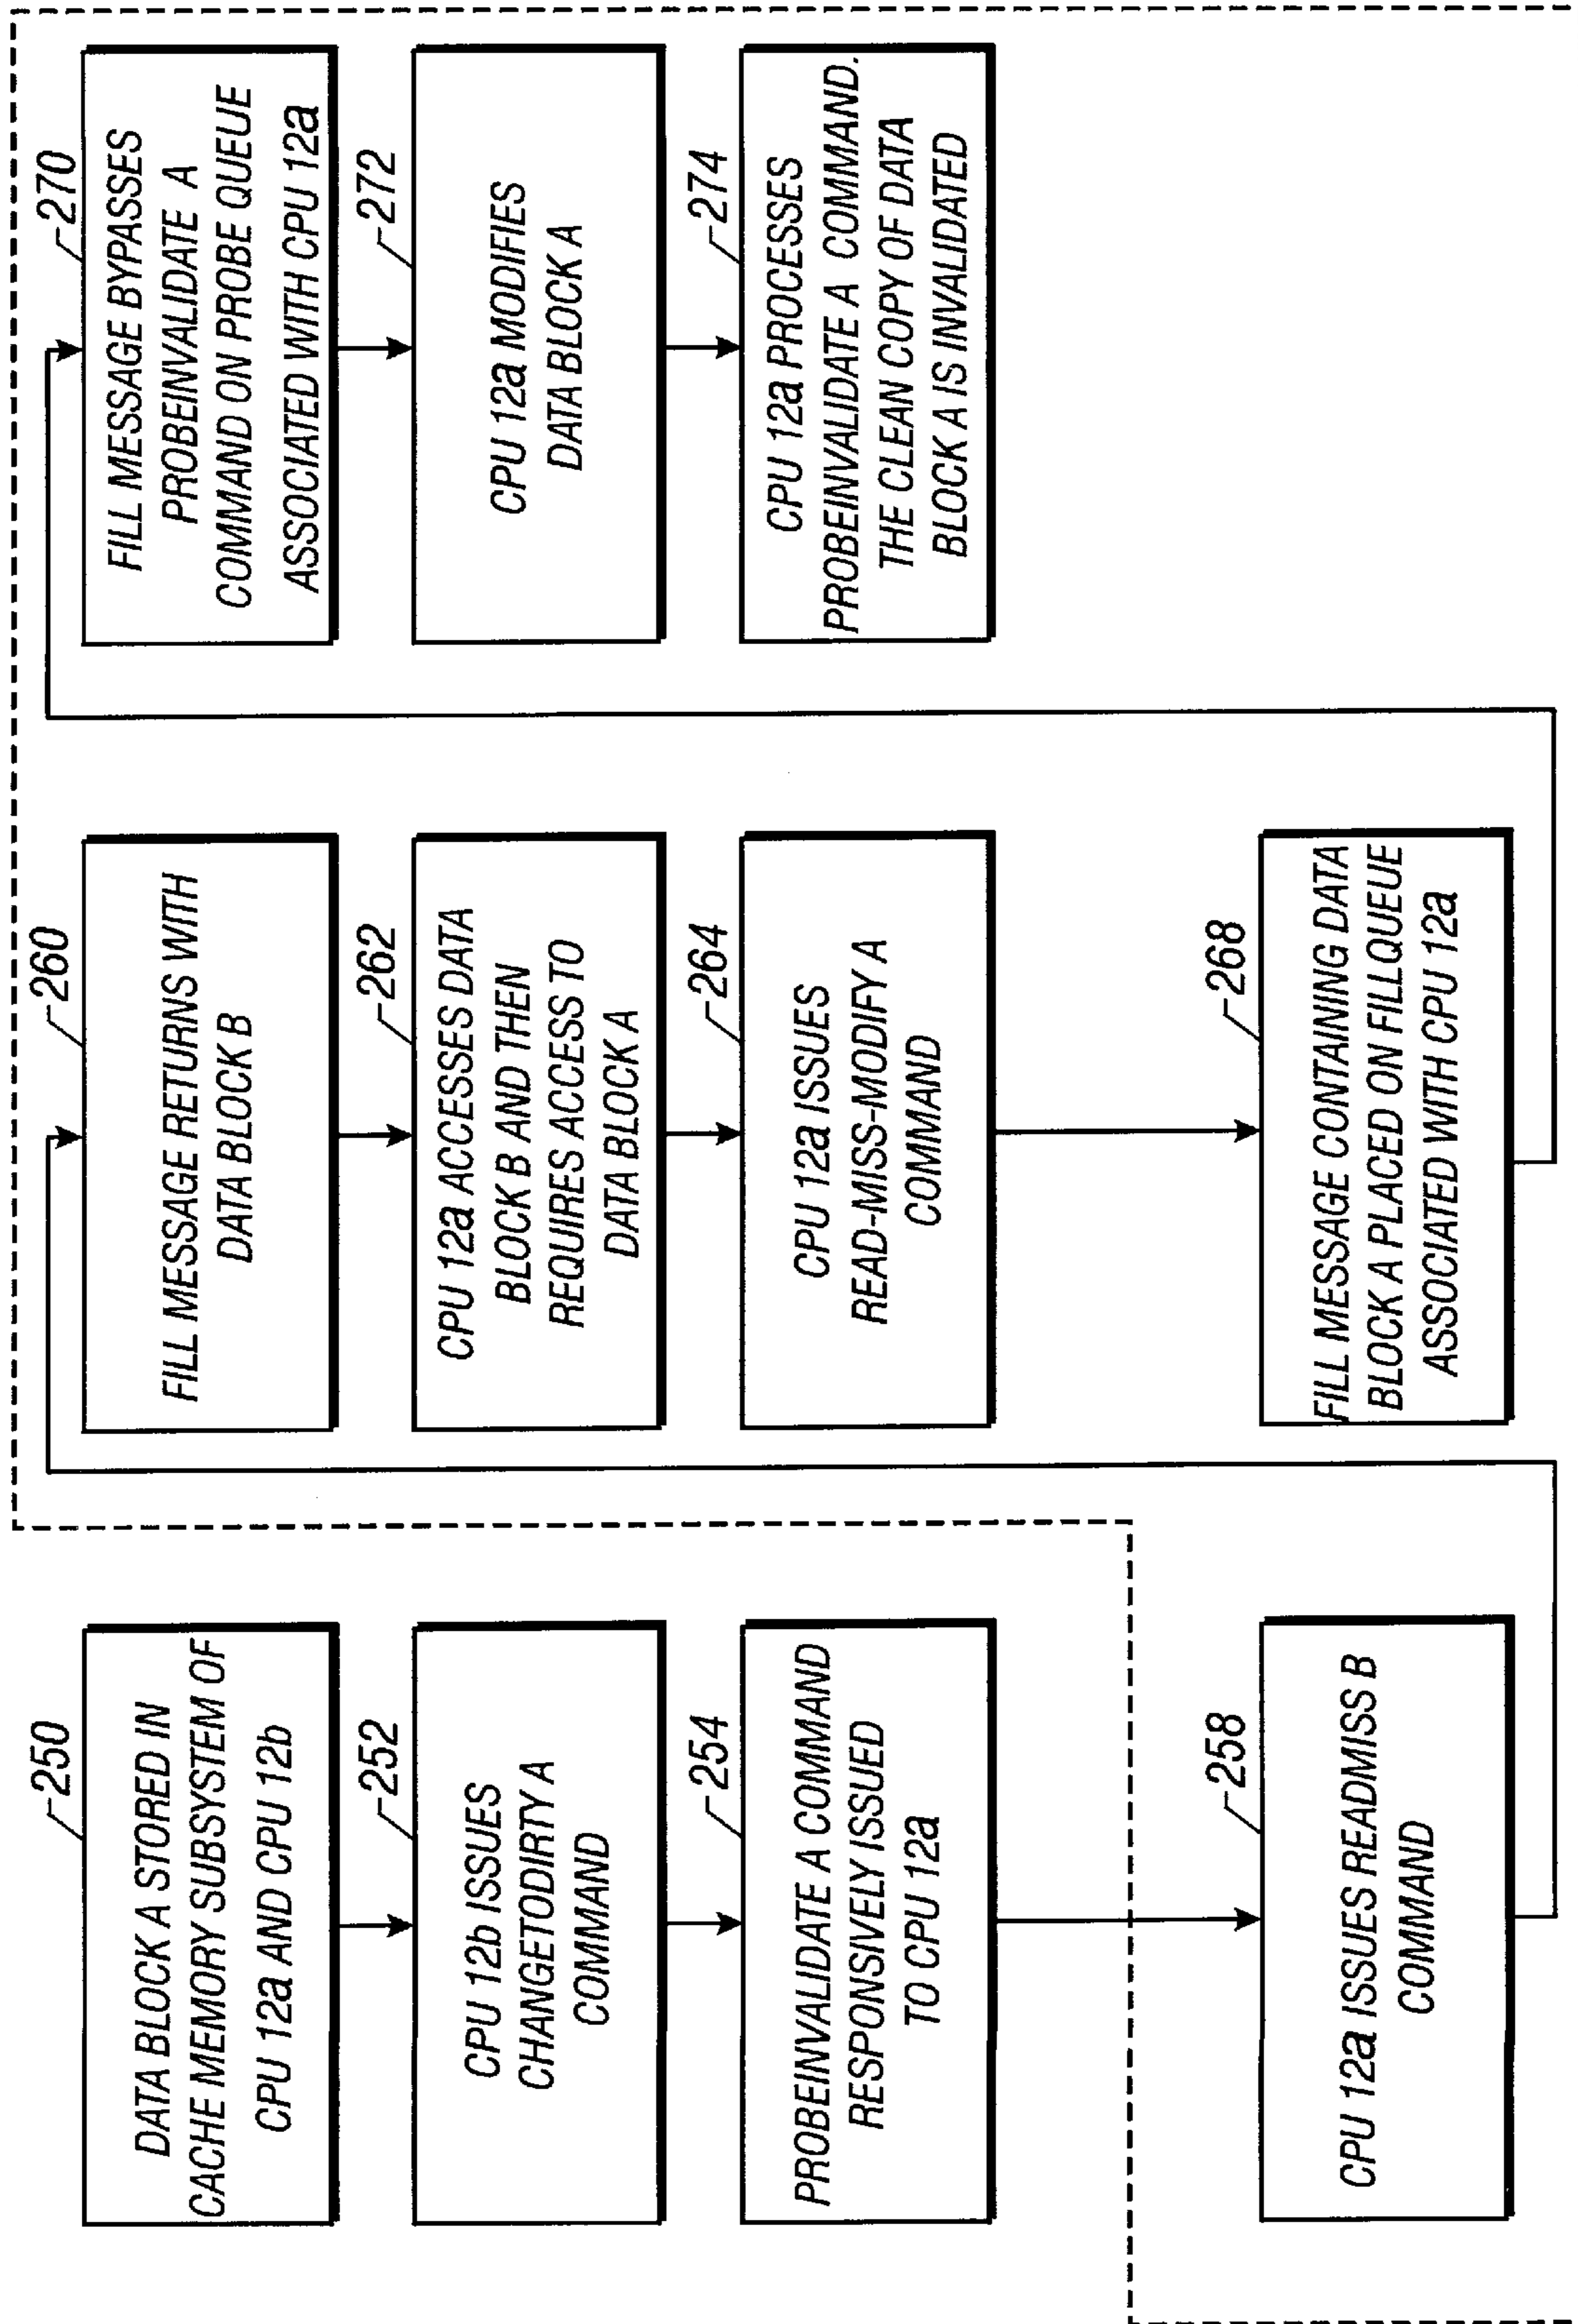 250
DATA BLOCK A STORED IN
CACHE MEMORY SUBSYSTEM OF
CPU 12a AND CPU 12b
252
CPU 12b ISSUES
CHANGETODIRTY A
COMMAND
254
PROBEINVALIDATE A COMMAND
RESPONSIVELY ISSUED
TO CPU 12a
258
CPU 12a ISSUES READMISS B
COMMAND
260
FILL MESSAGE RETURNS WITH
DATA BLOCK B
262
CPU 12a ACCESSES DATA
BLOCK B AND THEN
REQUIRES ACCESS TO
DATA BLOCK A
264
CPU 12a ISSUES
READ-MISS-MODIFY A
COMMAND
268
FILL MESSAGE CONTAINING DATA
BLOCK A PLACED ON FILLQUEUE
ASSOCIATED WITH CPU 12a
270
FILL MESSAGE BYPASSES
PROBEINVALIDATE A
COMMAND ON PROBE QUEUE
ASSOCIATED WITH CPU 12a
272
CPU 12a MODIFIES
DATA BLOCK A
274
CPU 12a PROCESSES
PROBEINVALIDATE A COMMAND.
THE CLEAN COPY OF DATA
BLOCK A IS INVALIDATED